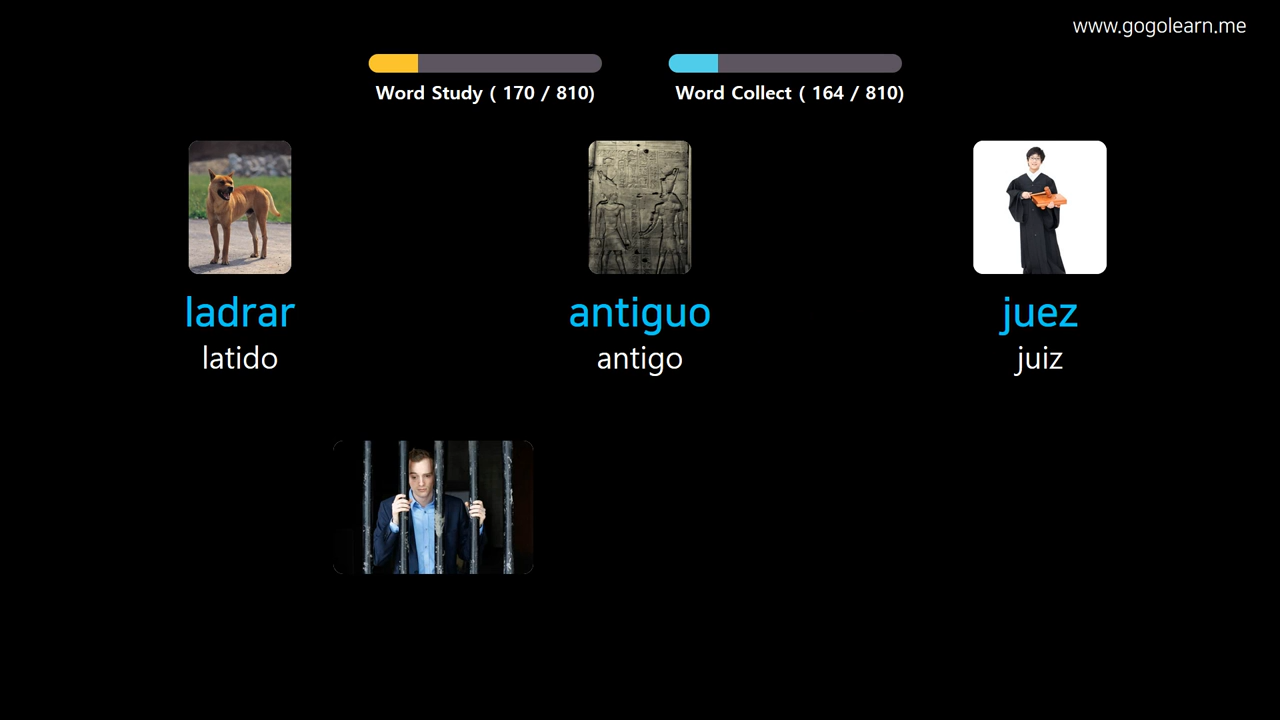 www.gogolearn.me
Word Study ( 170 / 810)
Word Collect ( 164 / 810)
ladrar
latido
antiguo
antigo
juez
juiz